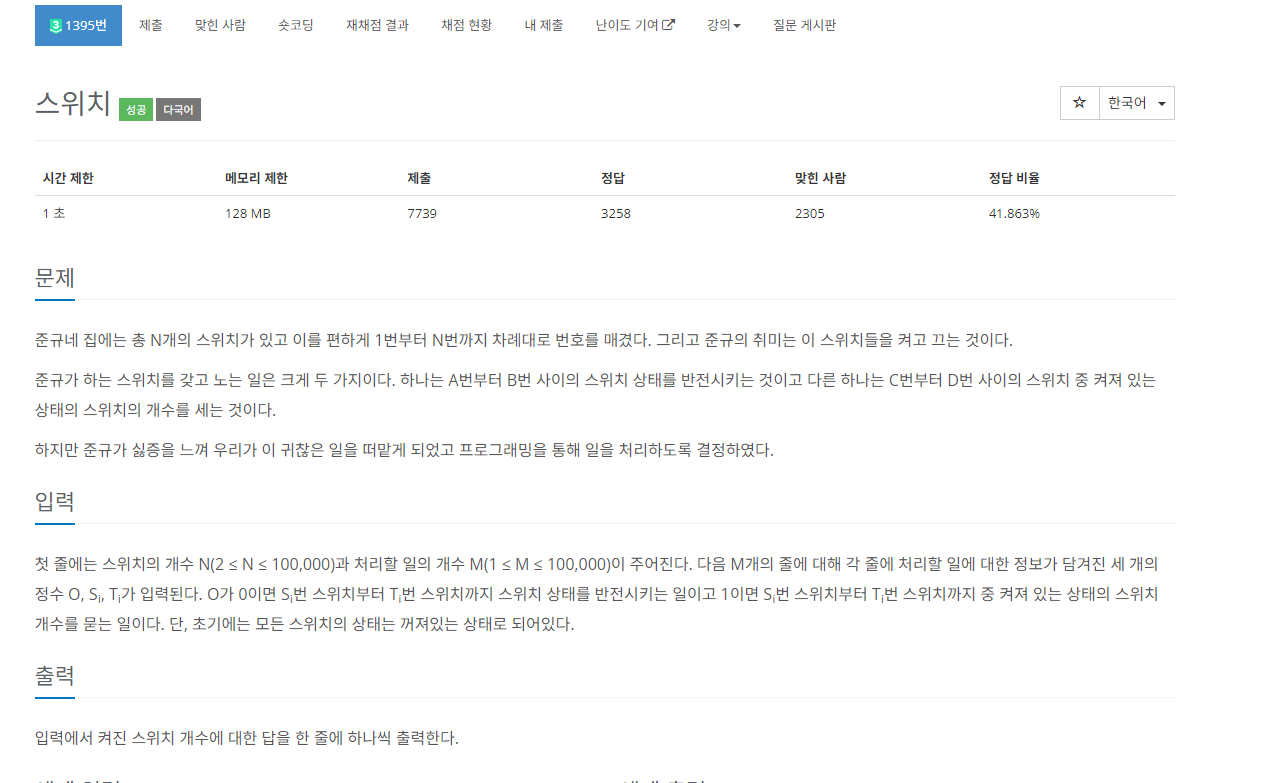 3 1395번 제출 맞힌 사람 숏코딩 재채점 결과 채점 현황 내 제출 난이도 기여 강의 질문 게시판
스위치 성공 다국어 ☆ 한국어
시간 제한 메모리 제한 제출 정답 맞힌 사람 정답 비율
1 초 128 MB 7739 3258 2305 41.863%
문제
준규네 집에는 총 N개의 스위치가 있고 이를 편하게 1번부터 N번까지 차례대로 번호를 매겼다. 그리고 준규의 취미는 이 스위치들을 켜고 끄는 것이다.
준규가 하는 스위치를 갖고 노는 일은 크게 두 가지이다. 하나는 A번부터 B번 사이의 스위치 상태를 반전시키는 것이고 다른 하나는 C번부터 D번 사이의 스위치 중 켜져 있는
상태의 스위치의 개수를 세는 것이다.
하지만 준규가 싫증을 느껴 우리가 이 귀찮은 일을 떠맡게 되었고 프로그래밍을 통해 일을 처리하도록 결정하였다.
입력
첫 줄에는 스위치의 개수 N(2 ≤ N ≤ 100,000)과 처리할 일의 개수 M(1 ≤ M ≤ 100,000)이 주어진다. 다음 M개의 줄에 대해 각 줄에 처리할 일에 대한 정보가 담겨진 세 개의
정수 O, Si, Ti가 입력된다. O가 0이면 Si번 스위치부터 Ti번 스위치까지 스위치 상태를 반전시키는 일이고 1이면 Si번 스위치부터 Ti번 스위치까지 중 켜져 있는 상태의 스위치
개수를 묻는 일이다. 단, 초기에는 모든 스위치의 상태는 꺼져있는 상태로 되어있다.
출력
입력에서 켜진 스위치 개수에 대한 답을 한 줄에 하나씩 출력한다.